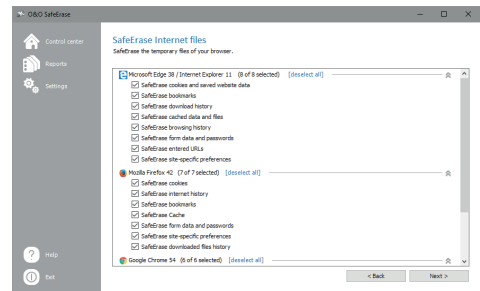 O&O SafeErase
Control center
Reports
Settings
Help
Exit
SafeErase Internet files
SafeErase the temporary files of your browser.
Microsoft Edge 38 / Internet Explorer 11 (8 of 8 selected) [deselect all]
SafeErase cookies and saved website data
SafeErase bookmarks
SafeErase download history
SafeErase cached data and files
SafeErase browsing history
SafeErase form data and passwords
SafeErase entered URLs
SafeErase site-specific preferences
Mozilla Firefox 42 (7 of 7 selected) [deselect all]
SafeErase cookies
SafeErase internet history
SafeErase bookmarks
SafeErase Cache
SafeErase form data and passwords
SafeErase site-specific preferences
SafeErase downloaded files history
Google Chrome 54 (6 of 6 selected) [deselect all]
< Back
Next >